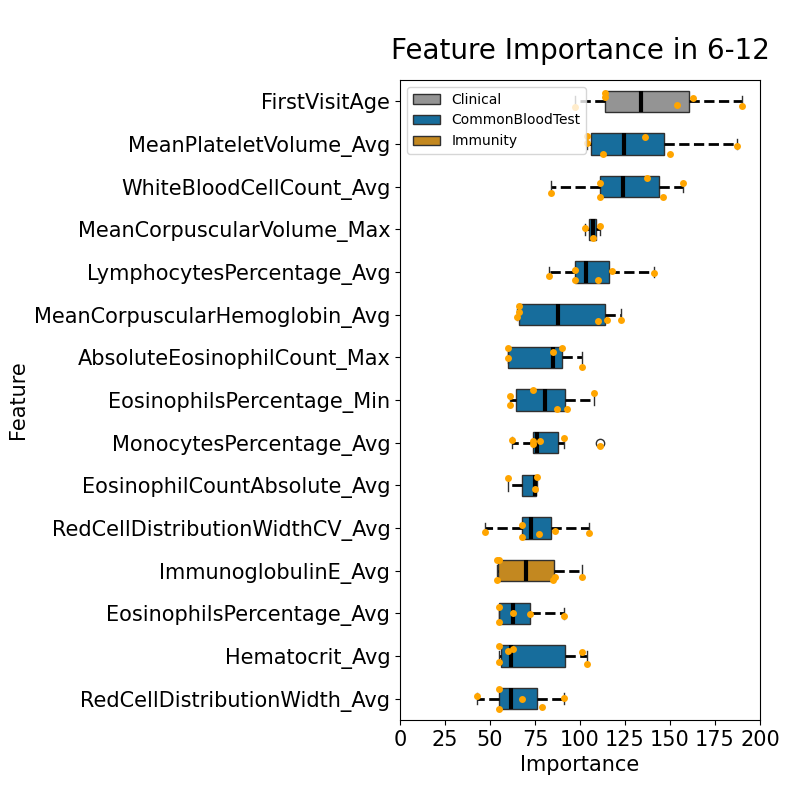 Feature Importance in 6-12
Clinical
CommonBloodTest
Immunity
FirstVisitAge
MeanPlateletVolume_Avg
WhiteBloodCellCount_Avg
MeanCorpuscularVolume_Max
LymphocytesPercentage_Avg
MeanCorpuscularHemoglobin_Avg
AbsoluteEosinophilCount_Max
EosinophilsPercentage_Min
MonocytesPercentage_Avg
EosinophilCountAbsolute_Avg
RedCellDistributionWidthCV_Avg
ImmunoglobulinE_Avg
EosinophilsPercentage_Avg
Hematocrit_Avg
RedCellDistributionWidth_Avg
Feature
0 25 50 75 100 125 150 175 200
Importance